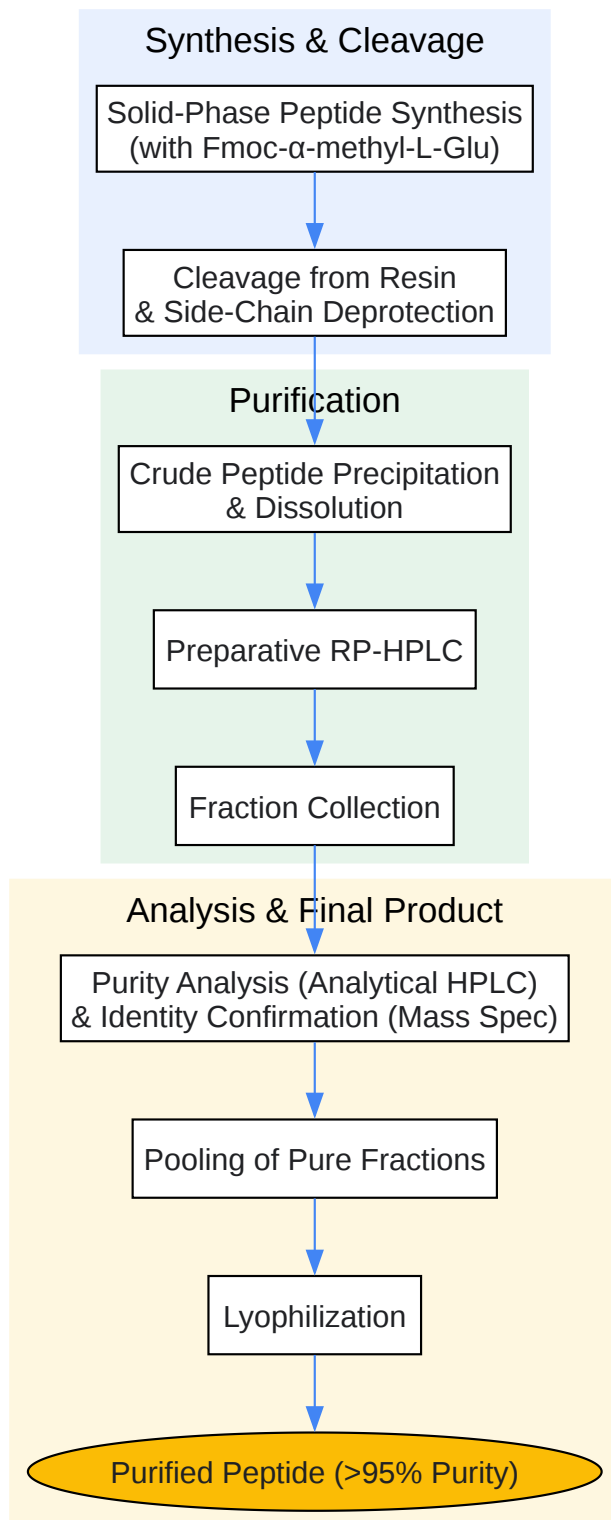 Synthesis & Cleavage
Solid-Phase Peptide Synthesis
(with Fmoc-α-methyl-L-Glu)
Cleavage from Resin
& Side-Chain Deprotection
Purification
Crude Peptide Precipitation
& Dissolution
Preparative RP-HPLC
Fraction Collection
Analysis & Final Product
Purity Analysis (Analytical HPLC)
& Identity Confirmation (Mass Spec)
Pooling of Pure Fractions
Lyophilization
Purified Peptide (>95% Purity)